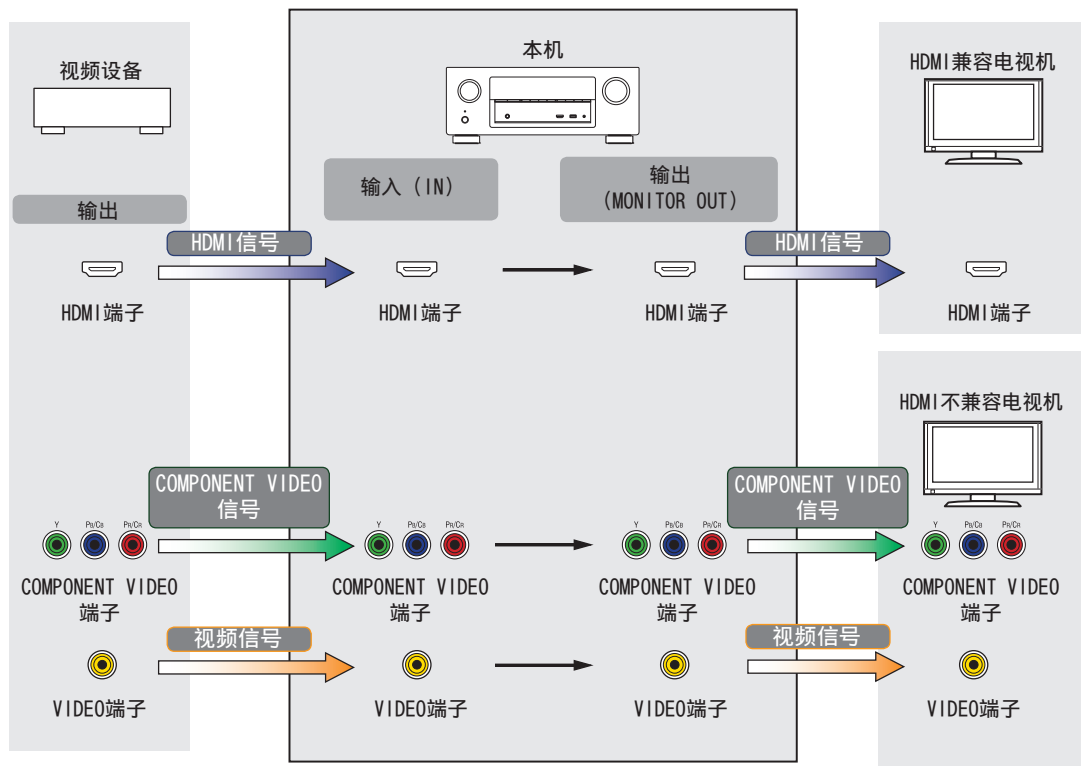 本机
视频设备
HDMI兼容电视机
输入（IN）
输出
（MONITOR OUT）
输出
HDMI信号
HDMI信号
HDMI端子
HDMI端子
HDMI端子
HDMI端子
HDMI不兼容电视机
COMPONENT VIDEO
信号
COMPONENT VIDEO
信号
Y PB/CB PR/CR
Y PB/CB PR/CR
Y PB/CB PR/CR
Y PB/CB PR/CR
COMPONENT VIDEO
端子
COMPONENT VIDEO
端子
COMPONENT VIDEO
端子
COMPONENT VIDEO
端子
视频信号
视频信号
VIDEO端子
VIDEO端子
VIDEO端子
VIDEO端子